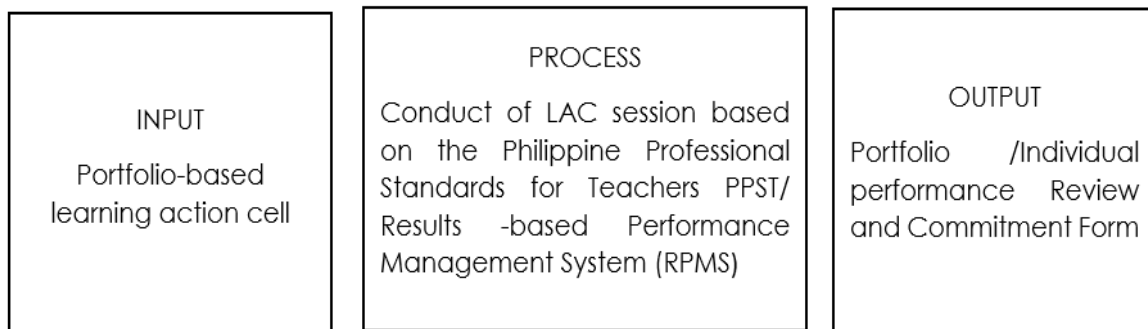 INPUT
Portfolio-based
learning action cell
PROCESS
Conduct of LAC session based
on the Philippine Professional
Standards for Teachers PPST/
Results -based Performance
Management System (RPMS)
OUTPUT
Portfolio /Individual
performance Review
and Commitment Form